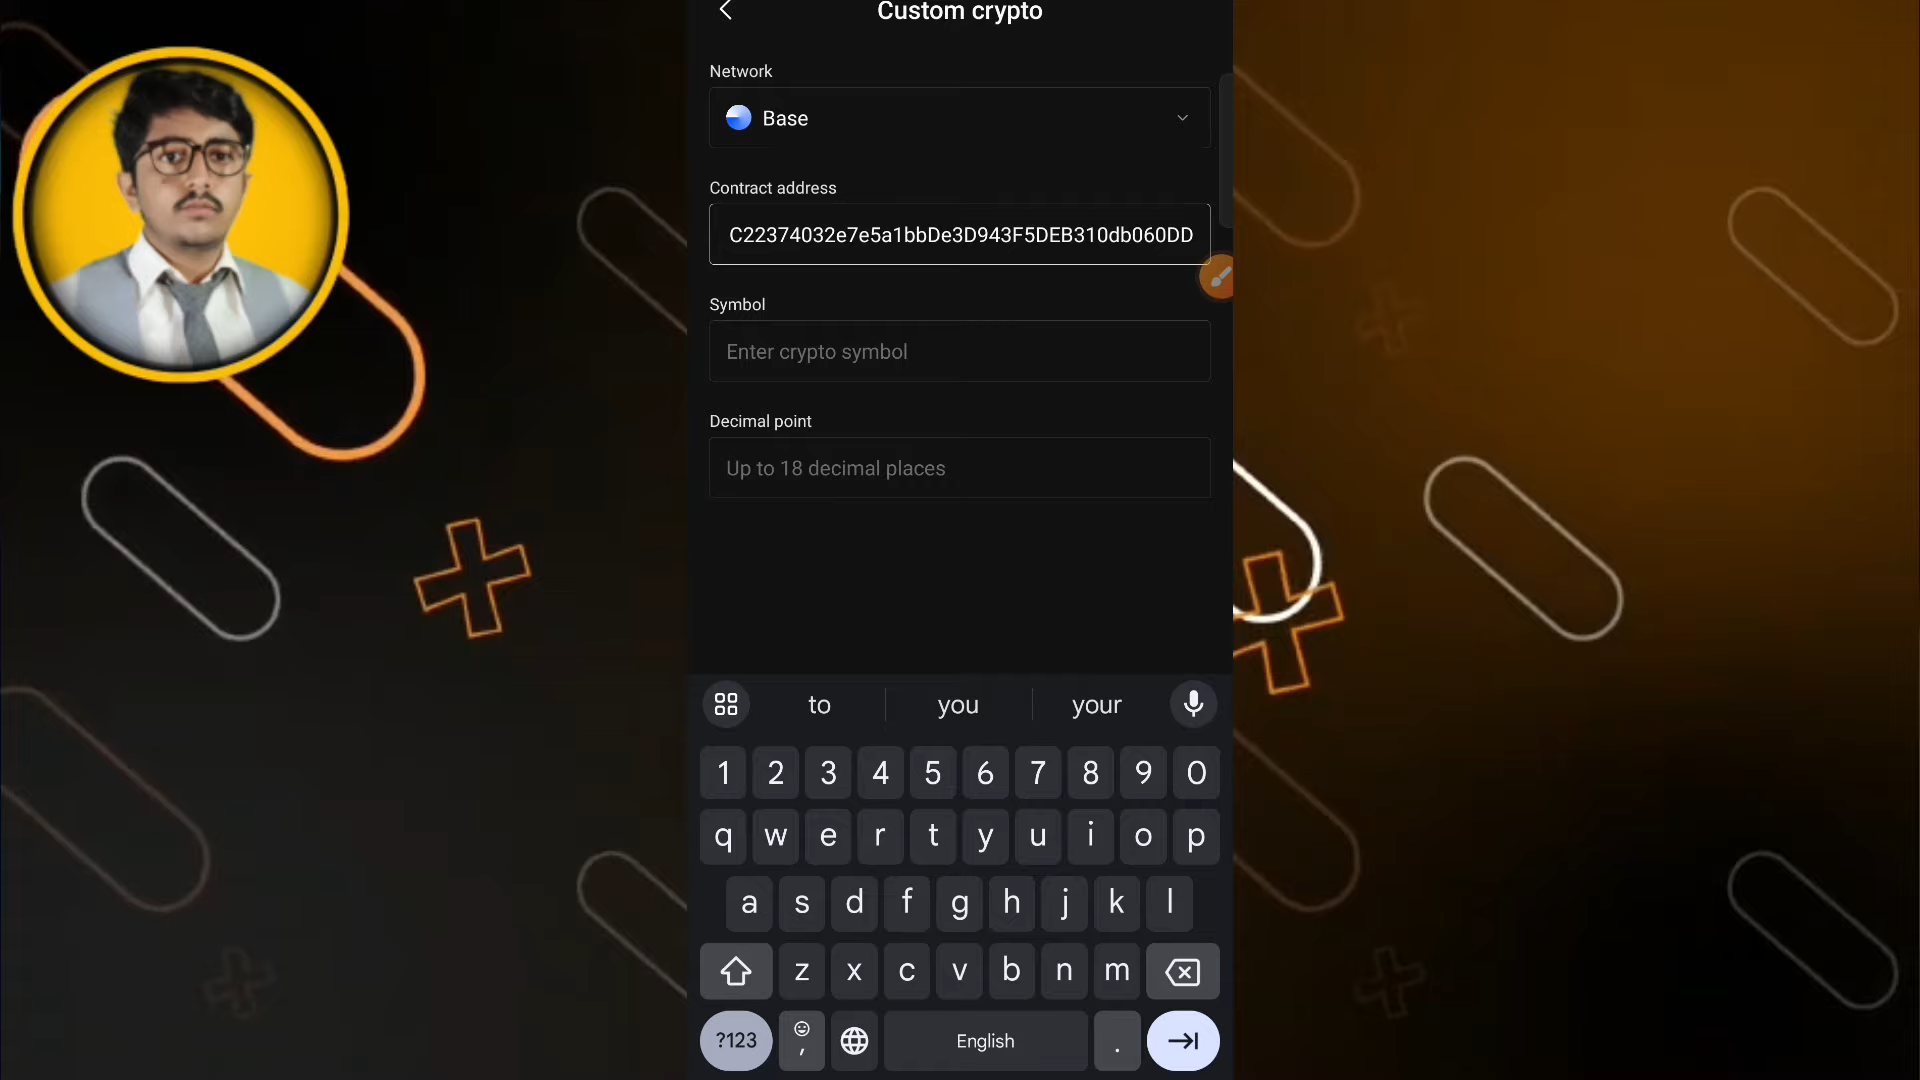 Custom crypto
Network
Base
Contract address
C22374032e7e5a1bbDe3D943F5DEB310db060DD
Symbol
Enter crypto symbol
Decimal point
Up to 18 decimal places
to you your
1 2 3 4 5 6 7 8 9 0
q w e r t y u i o p
a s d f g h j k l
z x c v b n m
?123 , English .